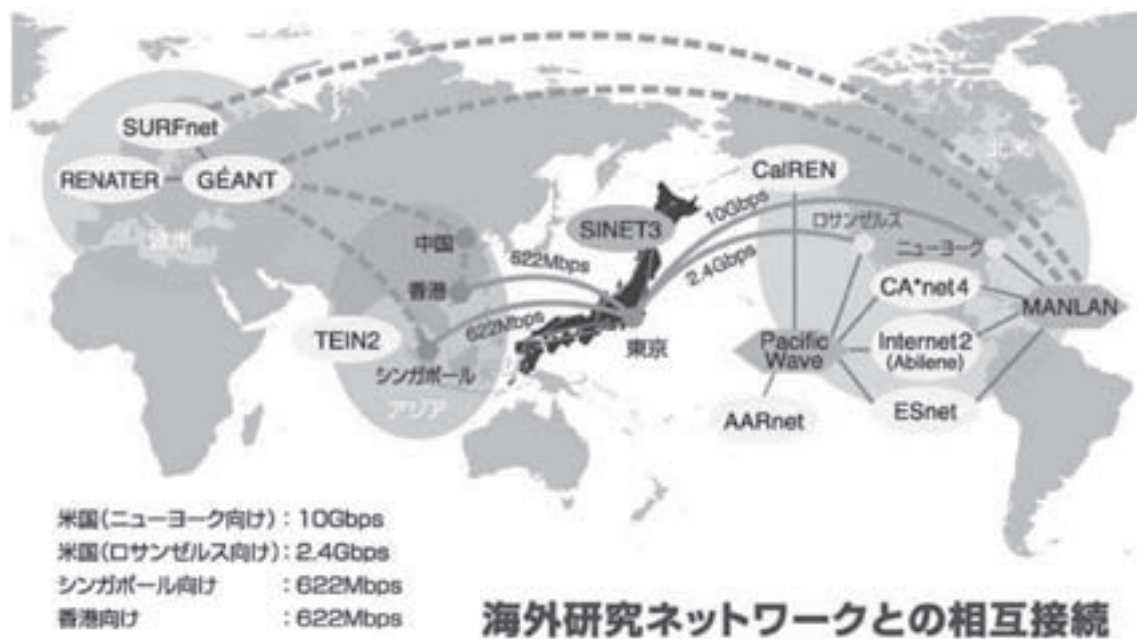 SURFnet
RENATER
GÉANT
欧州
中国
香港
TEIN2
シンガポール
アジア
622Mbps
622Mbps
SINET3
東京
10Gbps
2.4Gbps
CalREN
ロサンゼルス
ニューヨーク
CA*net4
MANLAN
Pacific
Wave
Internet2
(Abilene)
AARnet
ESnet
米国(ニューヨーク向け):10Gbps
米国(ロサンゼルス向け):2.4Gbps
シンガポール向け :622Mbps
香港向け :622Mbps
海外研究ネットワークとの相互接続